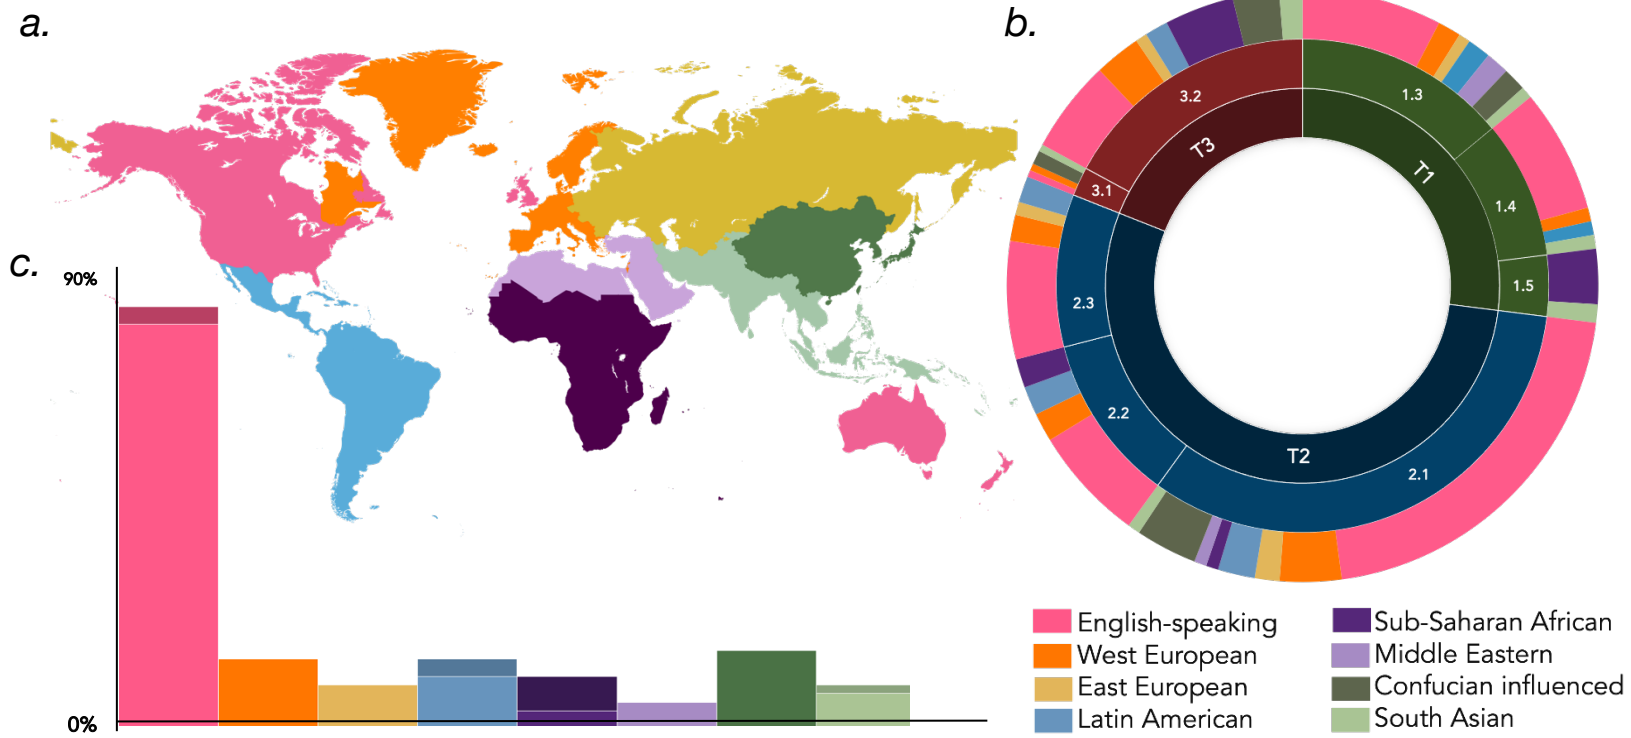 a.
b.
c.
90%
0%
3.2
1.3
T3
T1
3.1
1.4
1.5
2.3
2.2
T2
2.1
English-speaking
West European
East European
Latin American
Sub-Saharan African
Middle Eastern
Confucian influenced
South Asian